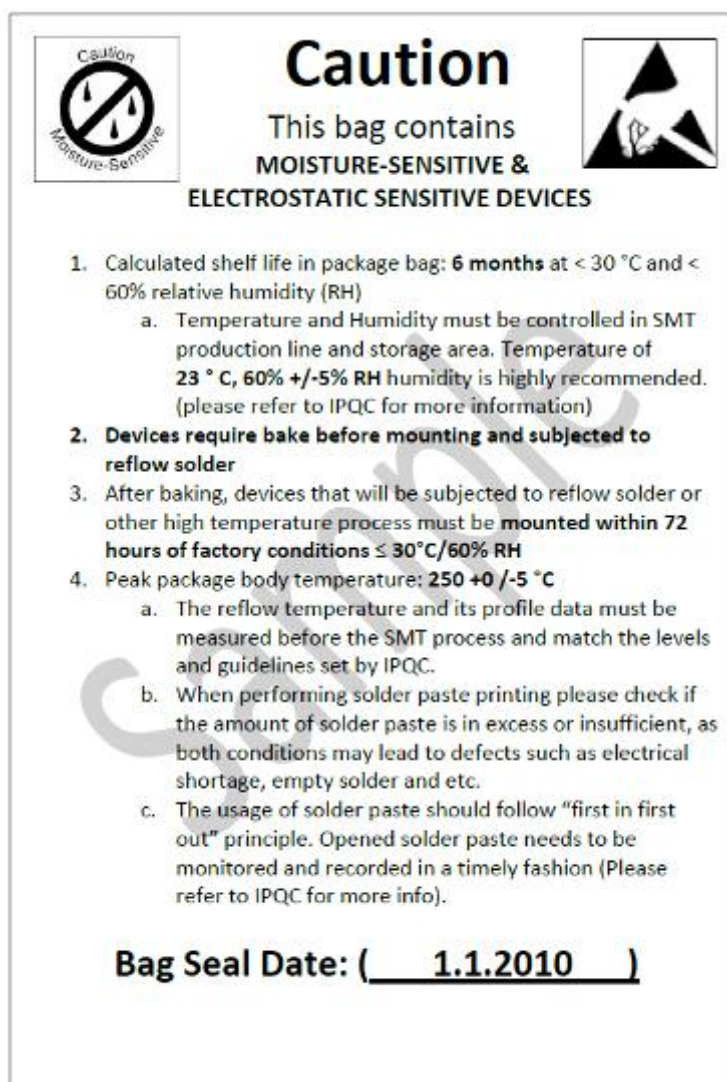 Caution
Moisture-Sensitive
Caution
This bag contains
MOISTURE-SENSITIVE &
ELECTROSTATIC SENSITIVE DEVICES
1. Calculated shelf life in package bag: 6 months at < 30 °C and <
60% relative humidity (RH)
a. Temperature and Humidity must be controlled in SMT
production line and storage area. Temperature of
23 ° C, 60% +/-5% RH humidity is highly recommended.
(please refer to IPQC for more information)
2. Devices require bake before mounting and subjected to
reflow solder
3. After baking, devices that will be subjected to reflow solder or
other high temperature process must be mounted within 72
hours of factory conditions ≤ 30°C/60% RH
4. Peak package body temperature: 250 +0 /-5 °C
a. The reflow temperature and its profile data must be
measured before the SMT process and match the levels
and guidelines set by IPQC.
b. When performing solder paste printing please check if
the amount of solder paste is in excess or insufficient, as
both conditions may lead to defects such as electrical
shortage, empty solder and etc.
c. The usage of solder paste should follow “first in first
out” principle. Opened solder paste needs to be
monitored and recorded in a timely fashion (Please
refer to IPQC for more info).
Bag Seal Date: ( 1.1.2010 )
Sample